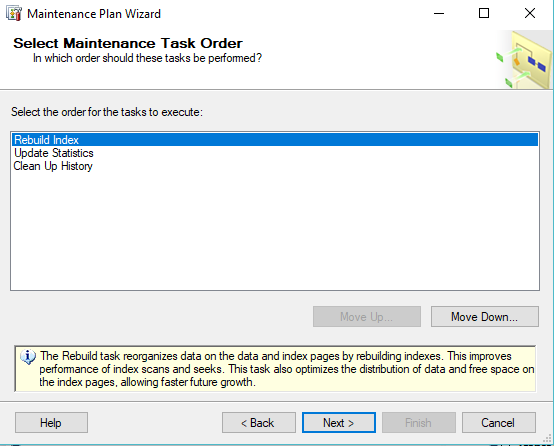 Maintenance Plan Wizard
Select Maintenance Task Order
In which order should these tasks be performed?
Select the order for the tasks to execute:
Rebuild Index
Update Statistics
Clean Up History
Move Up...
Move Down...
The Rebuild task reorganizes data on the data and index pages by rebuilding indexes. This improves
performance of index scans and seeks. This task also optimizes the distribution of data and free space on
the index pages, allowing faster future growth.
Help
< Back
Next >
Finish
Cancel